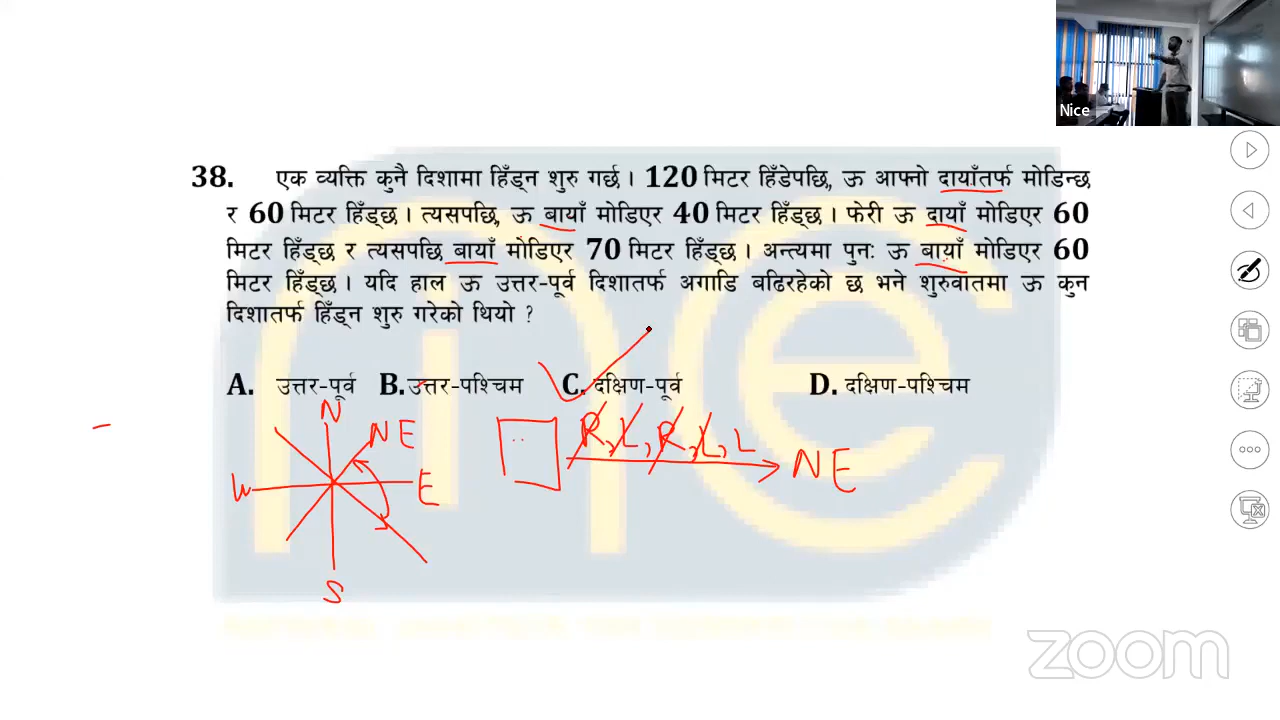 Nice
38. एक व्यक्ति कुनै दिशामा हिँड्न शुरु गर्छ । 120 मिटर हिँडेपछि, ऊ आफ्नो दायाँतर्फ मोडिन्छ
र 60 मिटर हिँड्छ । त्यसपछि, ऊ बायाँ मोडिएर 40 मिटर हिँड्छ । फेरी ऊ दायाँ मोडिएर 60
मिटर हिँड्छ र त्यसपछि बायाँ मोडिएर 70 मिटर हिँड्छ । अन्त्यमा पुनः ऊ बायाँ मोडिएर 60
मिटर हिँड्छ । यदि हाल ऊ उत्तर-पूर्व दिशातर्फ अगाडि बढिरहेको छ भने शुरुवातमा ऊ कुन
दिशातर्फ हिँड्न शुरु गरेको थियो ?
A. उत्तर-पूर्व B. उत्तर-पश्चिम C. दक्षिण-पूर्व D. दक्षिण-पश्चिम
N
NE
R, L, R, L, L
NE
W
E
S
nice
zoom